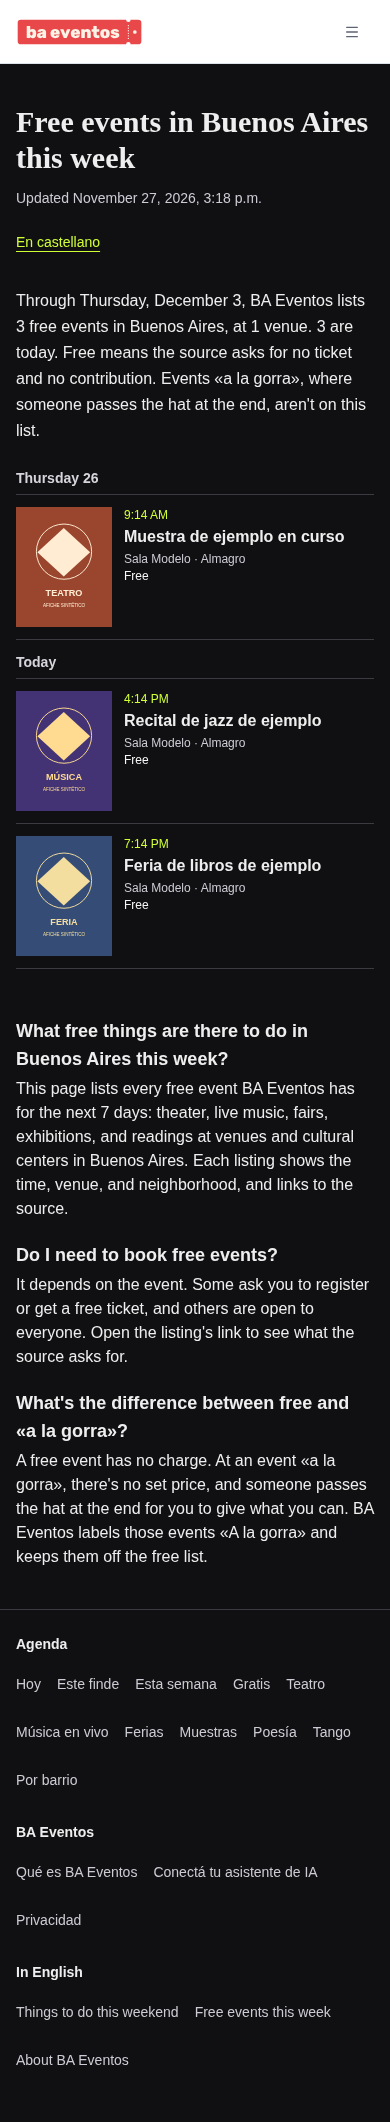 ba eventos
Free events in Buenos Aires
this week
Updated November 27, 2026, 3:18 p.m.
En castellano
Through Thursday, December 3, BA Eventos lists
3 free events in Buenos Aires, at 1 venue. 3 are
today. Free means the source asks for no ticket
and no contribution. Events «a la gorra», where
someone passes the hat at the end, aren't on this
list.
Thursday 26
TEATRO
AFICHE SINTÉTICO
9:14 AM
Muestra de ejemplo en curso
Sala Modelo · Almagro
Free
Today
MÚSICA
AFICHE SINTÉTICO
4:14 PM
Recital de jazz de ejemplo
Sala Modelo · Almagro
Free
FERIA
AFICHE SINTÉTICO
7:14 PM
Feria de libros de ejemplo
Sala Modelo · Almagro
Free
What free things are there to do in
Buenos Aires this week?
This page lists every free event BA Eventos has
for the next 7 days: theater, live music, fairs,
exhibitions, and readings at venues and cultural
centers in Buenos Aires. Each listing shows the
time, venue, and neighborhood, and links to the
source.
Do I need to book free events?
It depends on the event. Some ask you to register
or get a free ticket, and others are open to
everyone. Open the listing's link to see what the
source asks for.
What's the difference between free and
«a la gorra»?
A free event has no charge. At an event «a la
gorra», there's no set price, and someone passes
the hat at the end for you to give what you can. BA
Eventos labels those events «A la gorra» and
keeps them off the free list.
Agenda
Hoy Este finde Esta semana Gratis Teatro
Música en vivo Ferias Muestras Poesía Tango
Por barrio
BA Eventos
Qué es BA Eventos Conectá tu asistente de IA
Privacidad
In English
Things to do this weekend Free events this week
About BA Eventos